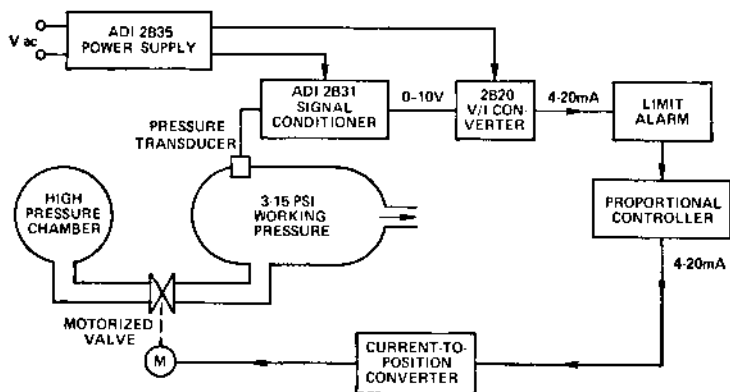 V ac
ADI 2B35
POWER SUPPLY
ADI 2B31
SIGNAL
CONDITIONER
0-10V
2B20
V/I CON-
VERTER
4-20mA
LIMIT
ALARM
PRESSURE
TRANSDUCER
HIGH
PRESSURE
CHAMBER
3-15 PSI
WORKING
PRESSURE
PROPORTIONAL
CONTROLLER
4-20mA
MOTORIZED
VALVE
M
CURRENT-TO-
POSITION
CONVERTER